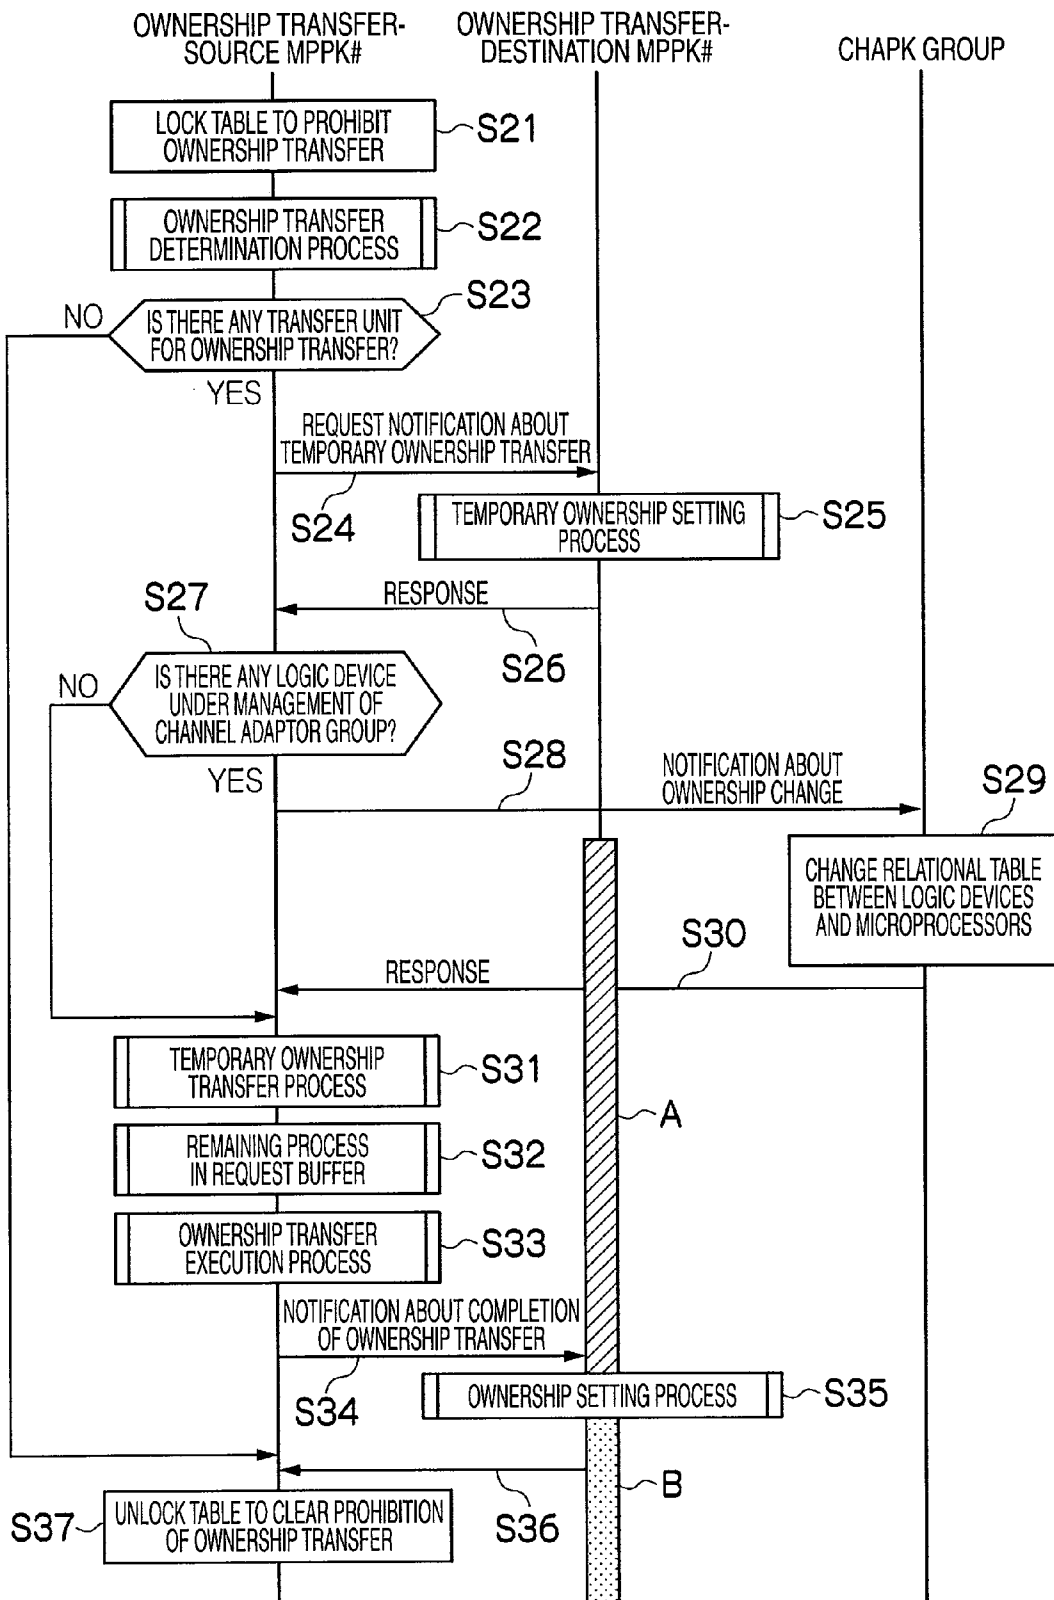 OWNERSHIP TRANSFER-
SOURCE MPPK#
OWNERSHIP TRANSFER-
DESTINATION MPPK#
CHAPK GROUP
LOCK TABLE TO PROHIBIT
OWNERSHIP TRANSFER
S21
OWNERSHIP TRANSFER
DETERMINATION PROCESS
S22
S23
NO
IS THERE ANY TRANSFER UNIT
FOR OWNERSHIP TRANSFER?
YES
REQUEST NOTIFICATION ABOUT
TEMPORARY OWNERSHIP TRANSFER
S24
TEMPORARY OWNERSHIP SETTING
PROCESS
S25
RESPONSE
S26
S27
NO
IS THERE ANY LOGIC DEVICE
UNDER MANAGEMENT OF
CHANNEL ADAPTOR GROUP?
YES
S28
NOTIFICATION ABOUT
OWNERSHIP CHANGE
S29
CHANGE RELATIONAL TABLE
BETWEEN LOGIC DEVICES
AND MICROPROCESSORS
S30
RESPONSE
TEMPORARY OWNERSHIP
TRANSFER PROCESS
S31
A
REMAINING PROCESS
IN REQUEST BUFFER
S32
OWNERSHIP TRANSFER
EXECUTION PROCESS
S33
NOTIFICATION ABOUT COMPLETION
OF OWNERSHIP TRANSFER
S34
OWNERSHIP SETTING PROCESS
S35
B
S36
S37
UNLOCK TABLE TO CLEAR PROHIBITION
OF OWNERSHIP TRANSFER